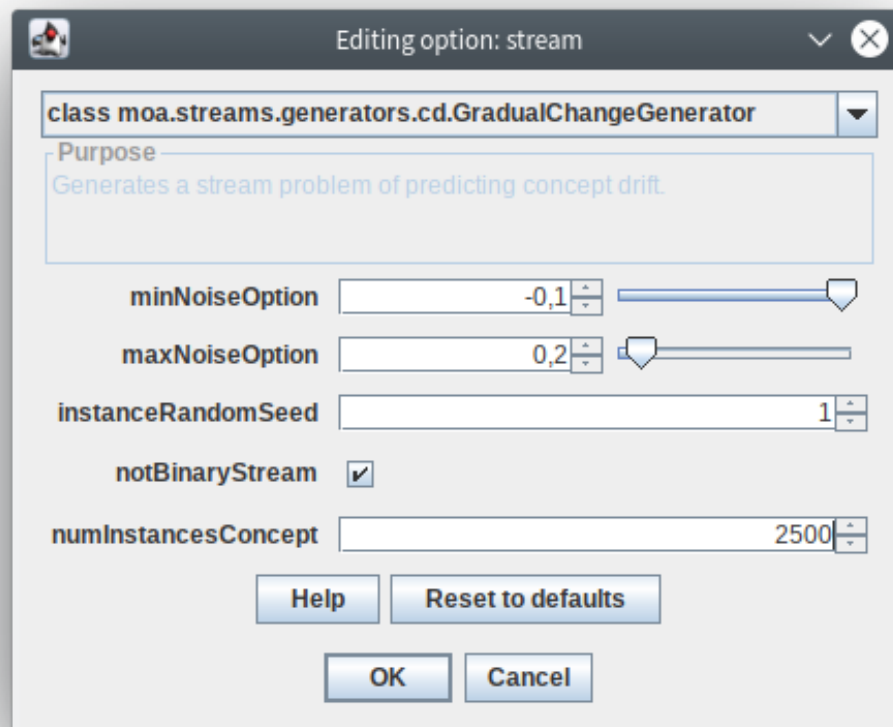 Editing option: stream
class moa.streams.generators.cd.GradualChangeGenerator
Purpose
Generates a stream problem of predicting concept drift.
minNoiseOption -0,1
maxNoiseOption 0,2
instanceRandomSeed 1
notBinaryStream
numInstancesConcept 2500
Help Reset to defaults
OK Cancel